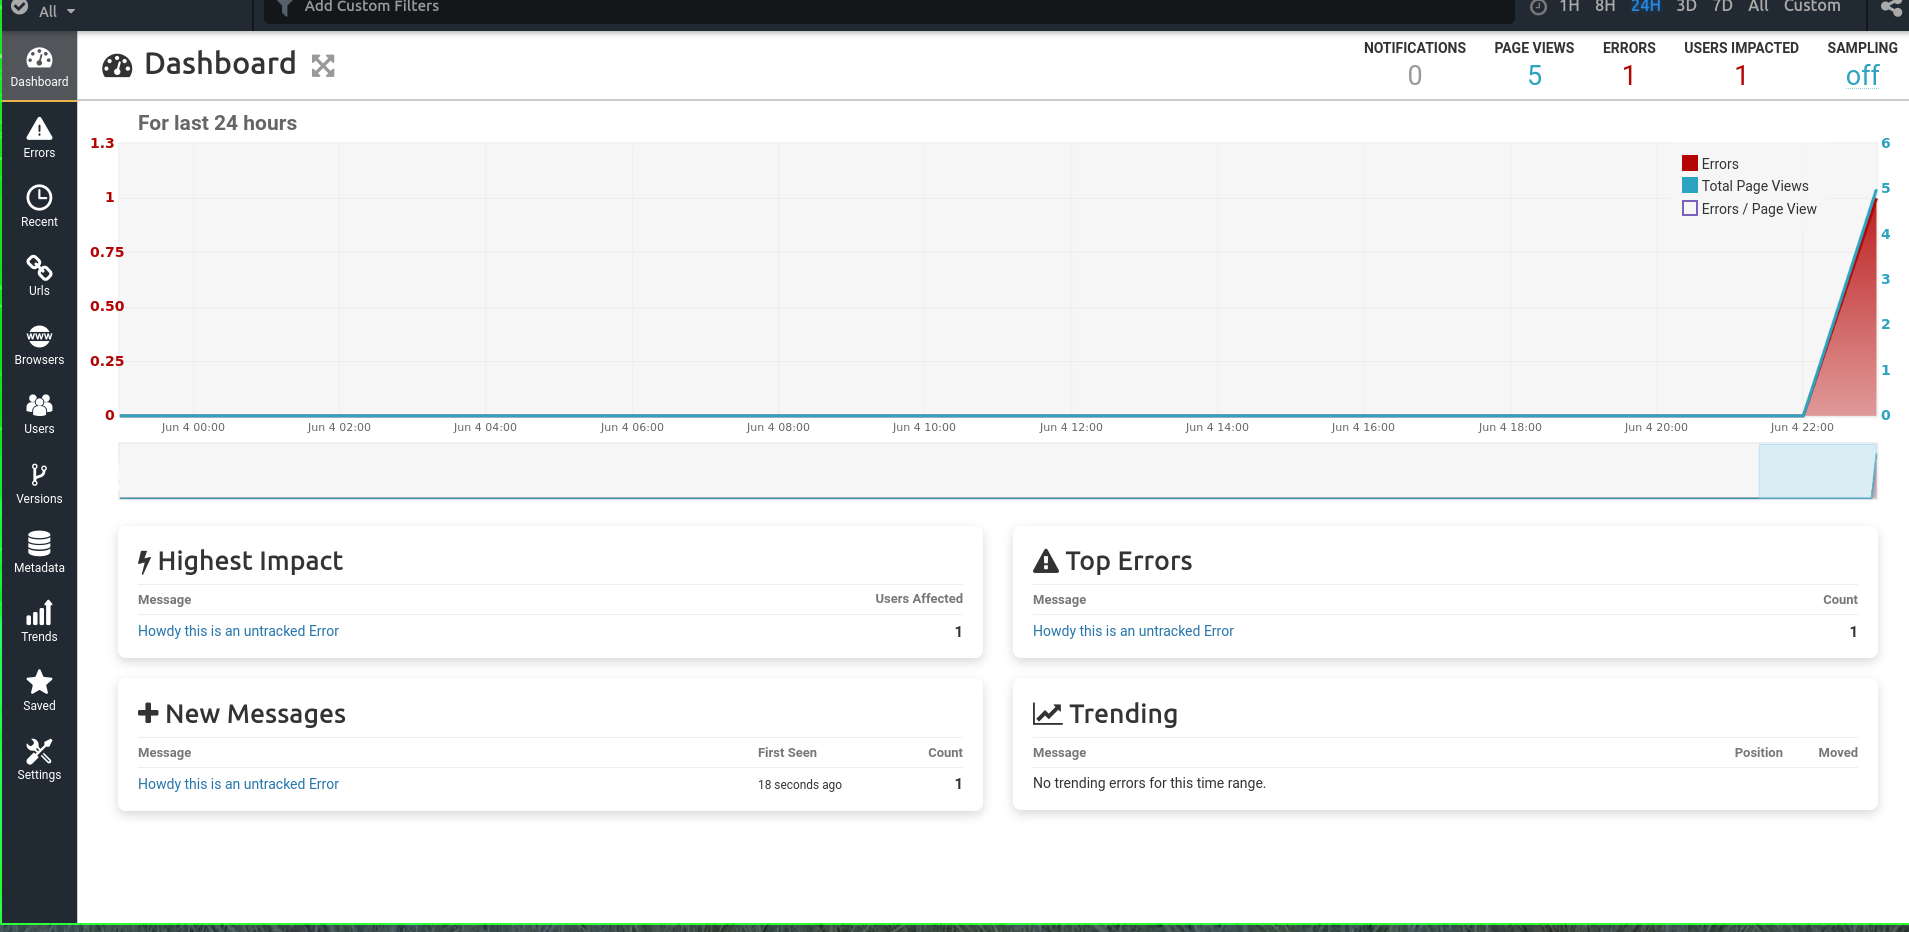 All
Add Custom Filters
1H 8H 24H 3D 7D All Custom
Dashboard
Errors
Recent
Urls
www
Browsers
Users
Versions
Metadata
Trends
Saved
Settings
Dashboard
NOTIFICATIONS PAGE VIEWS ERRORS USERS IMPACTED SAMPLING
0 5 1 1 off
For last 24 hours
1.3
1
0.75
0.50
0.25
0
Errors
Total Page Views
Errors / Page View
6
5
4
3
2
1
0
Jun 4 00:00 Jun 4 02:00 Jun 4 04:00 Jun 4 06:00 Jun 4 08:00 Jun 4 10:00 Jun 4 12:00 Jun 4 14:00 Jun 4 16:00 Jun 4 18:00 Jun 4 20:00 Jun 4 22:00
Highest Impact
Message Users Affected
Howdy this is an untracked Error 1
Top Errors
Message Count
Howdy this is an untracked Error 1
New Messages
Message First Seen Count
Howdy this is an untracked Error 18 seconds ago 1
Trending
Message Position Moved
No trending errors for this time range.